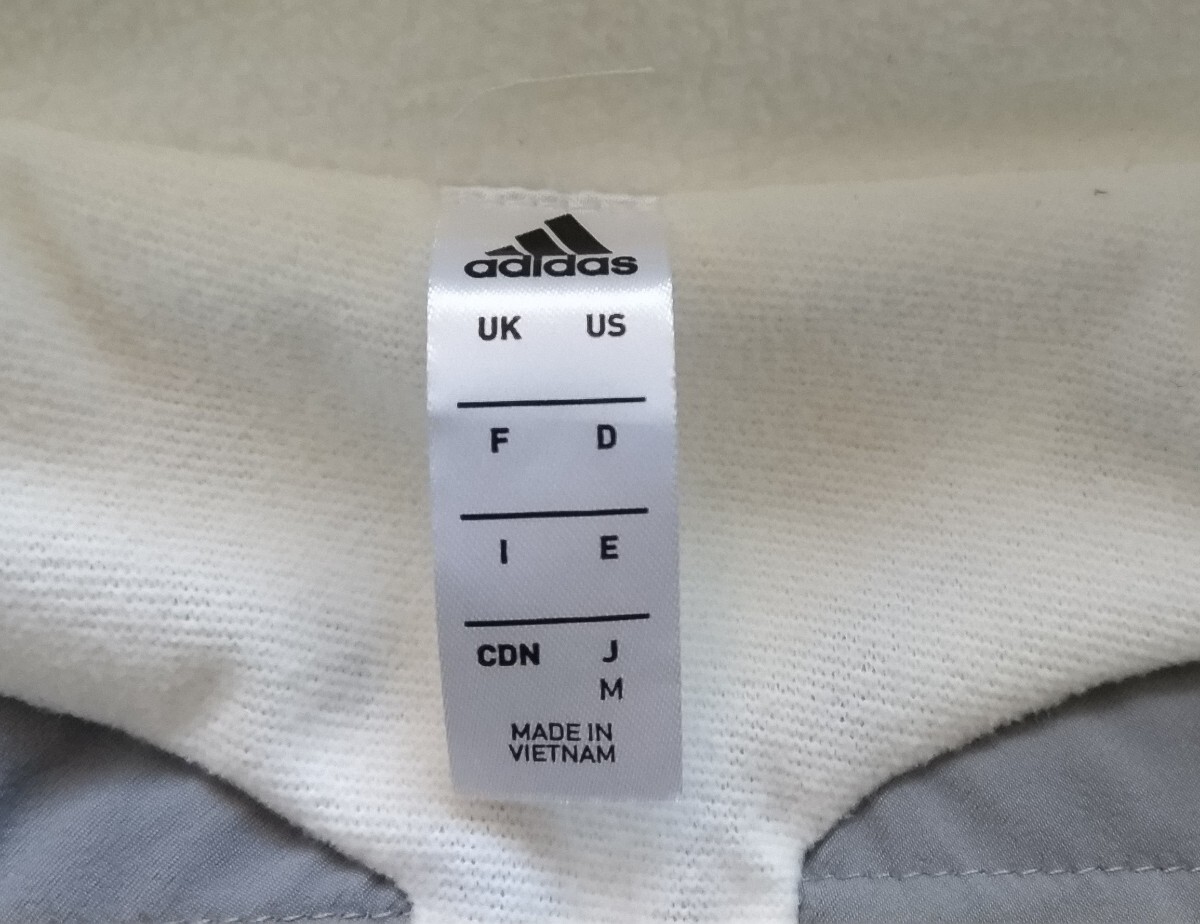 adidas
UK US
F D
I E
CDN J
M
MADE IN
VIETNAM